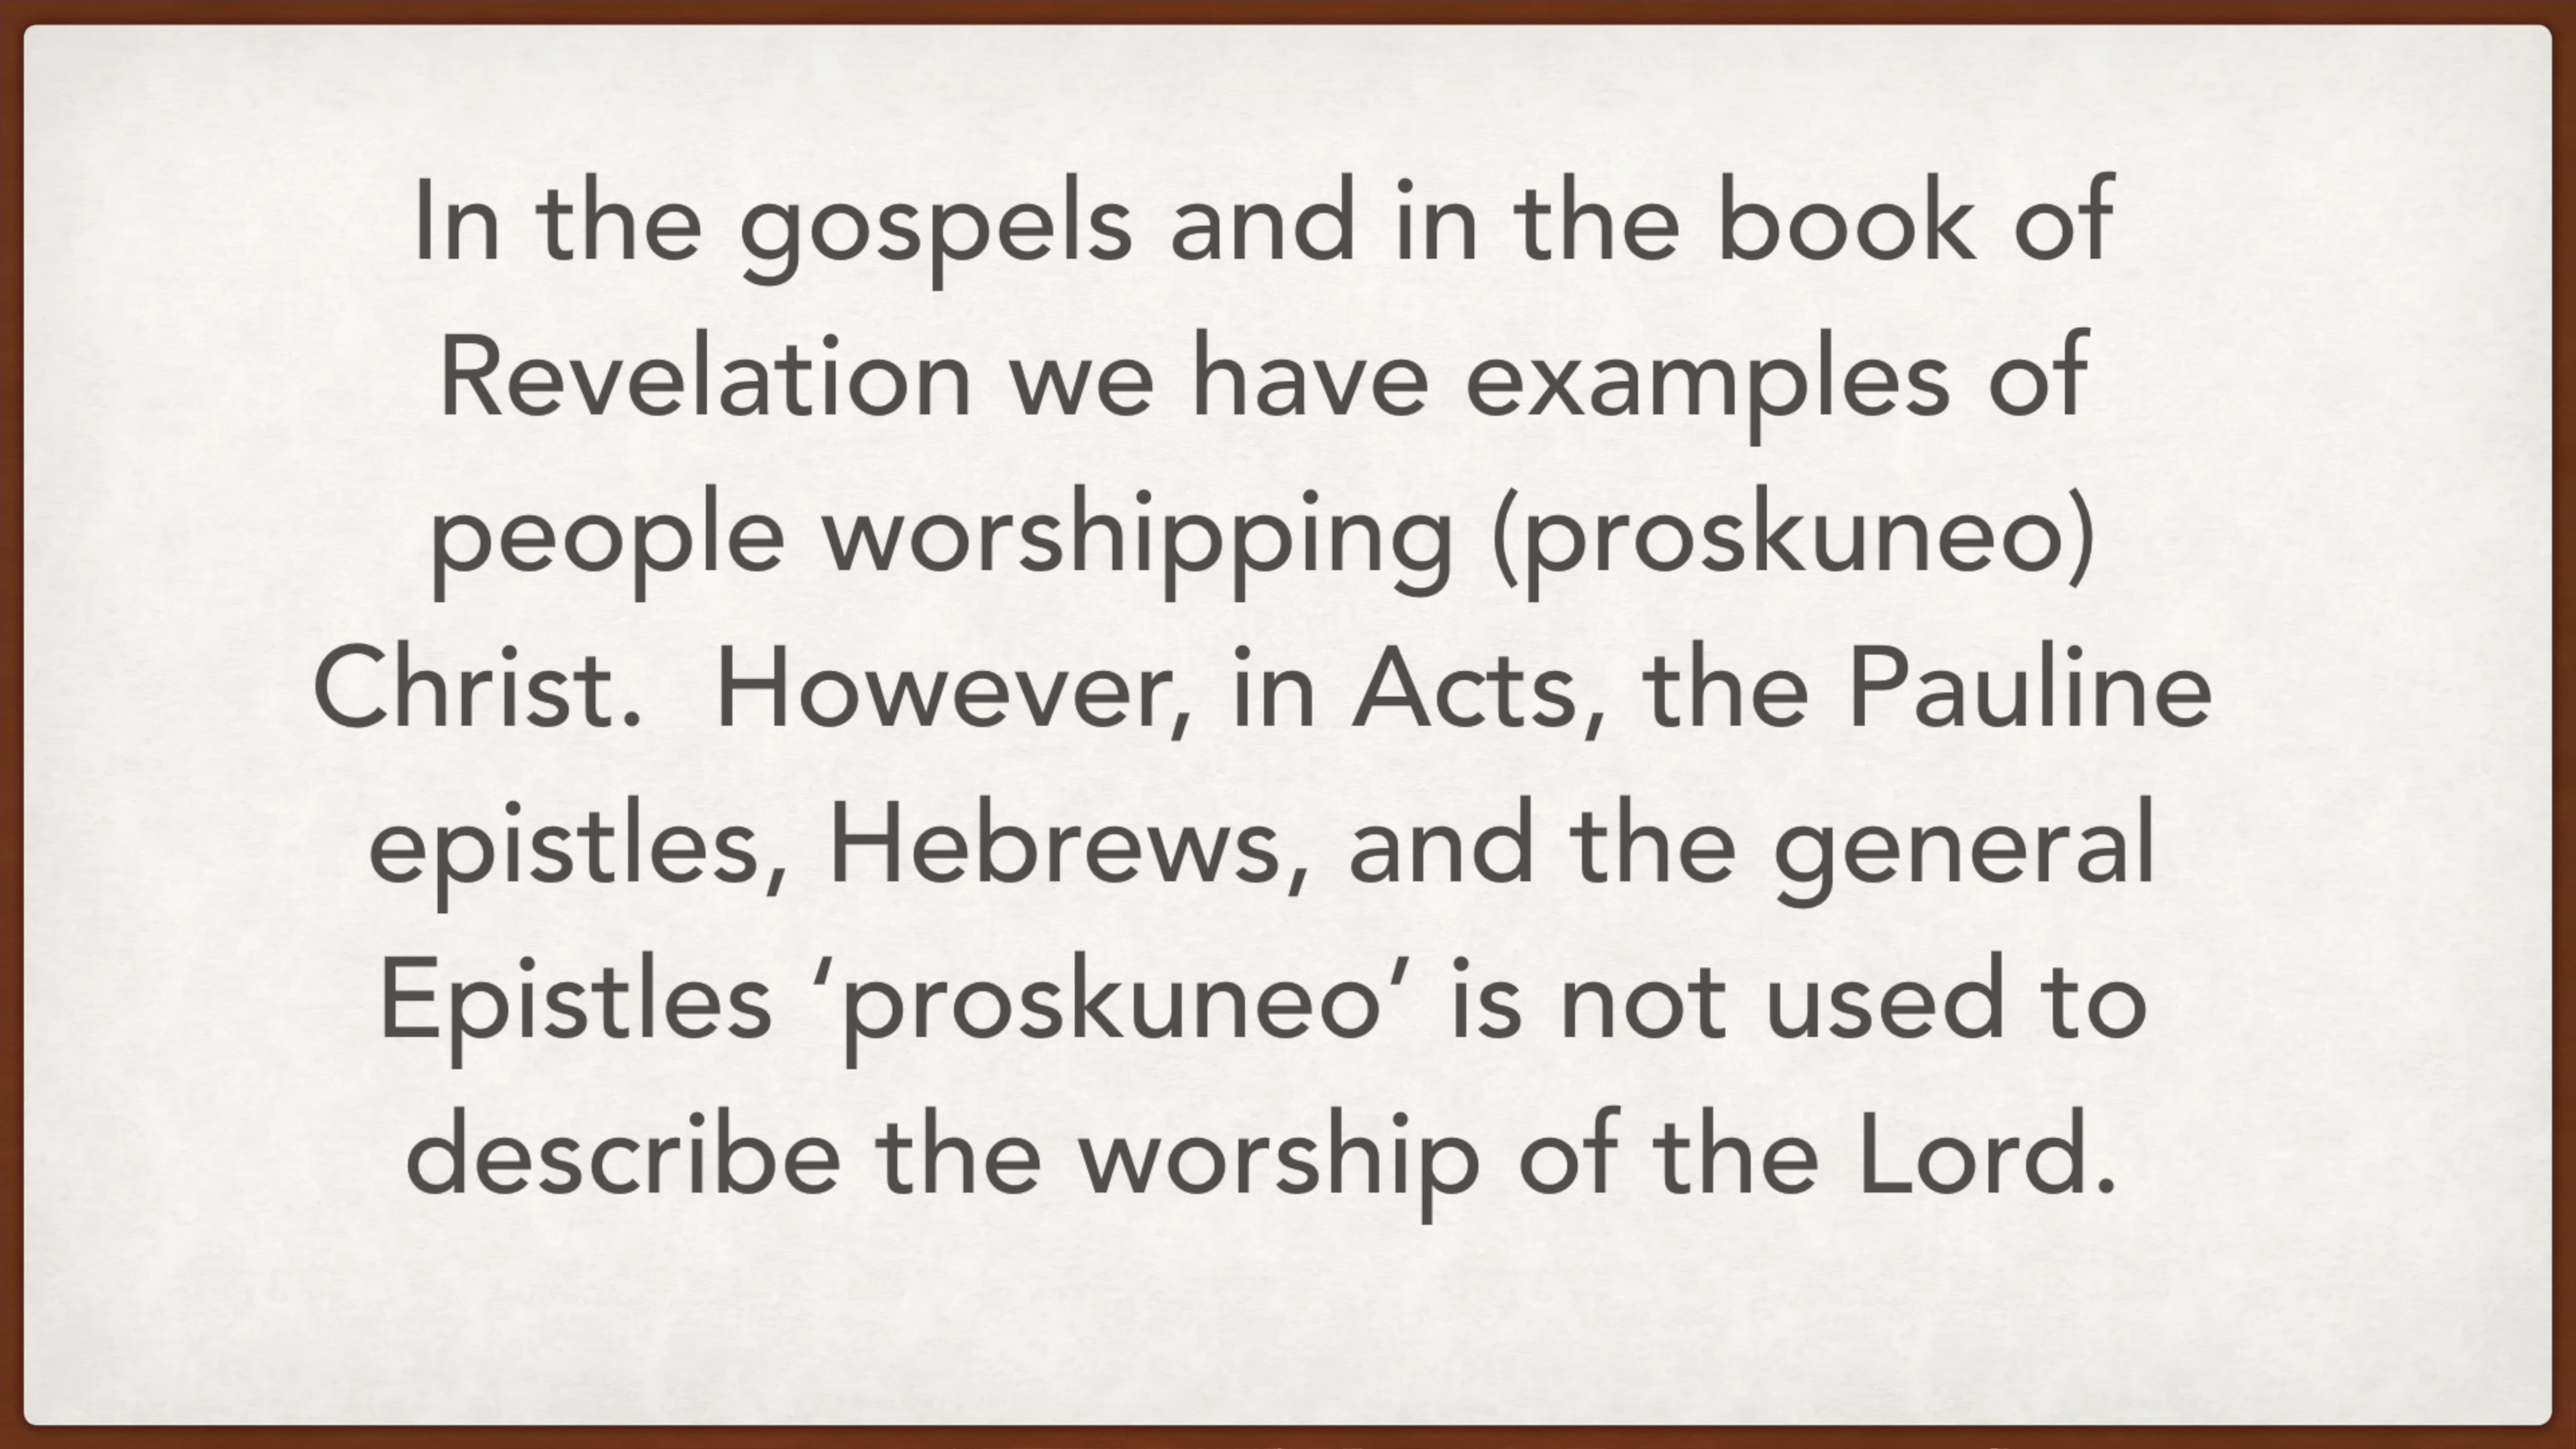 In the gospels and in the book of
Revelation we have examples of
people worshipping (proskuneo)
Christ.  However, in Acts, the Pauline
epistles, Hebrews, and the general
Epistles ‘proskuneo’ is not used to
describe the worship of the Lord.